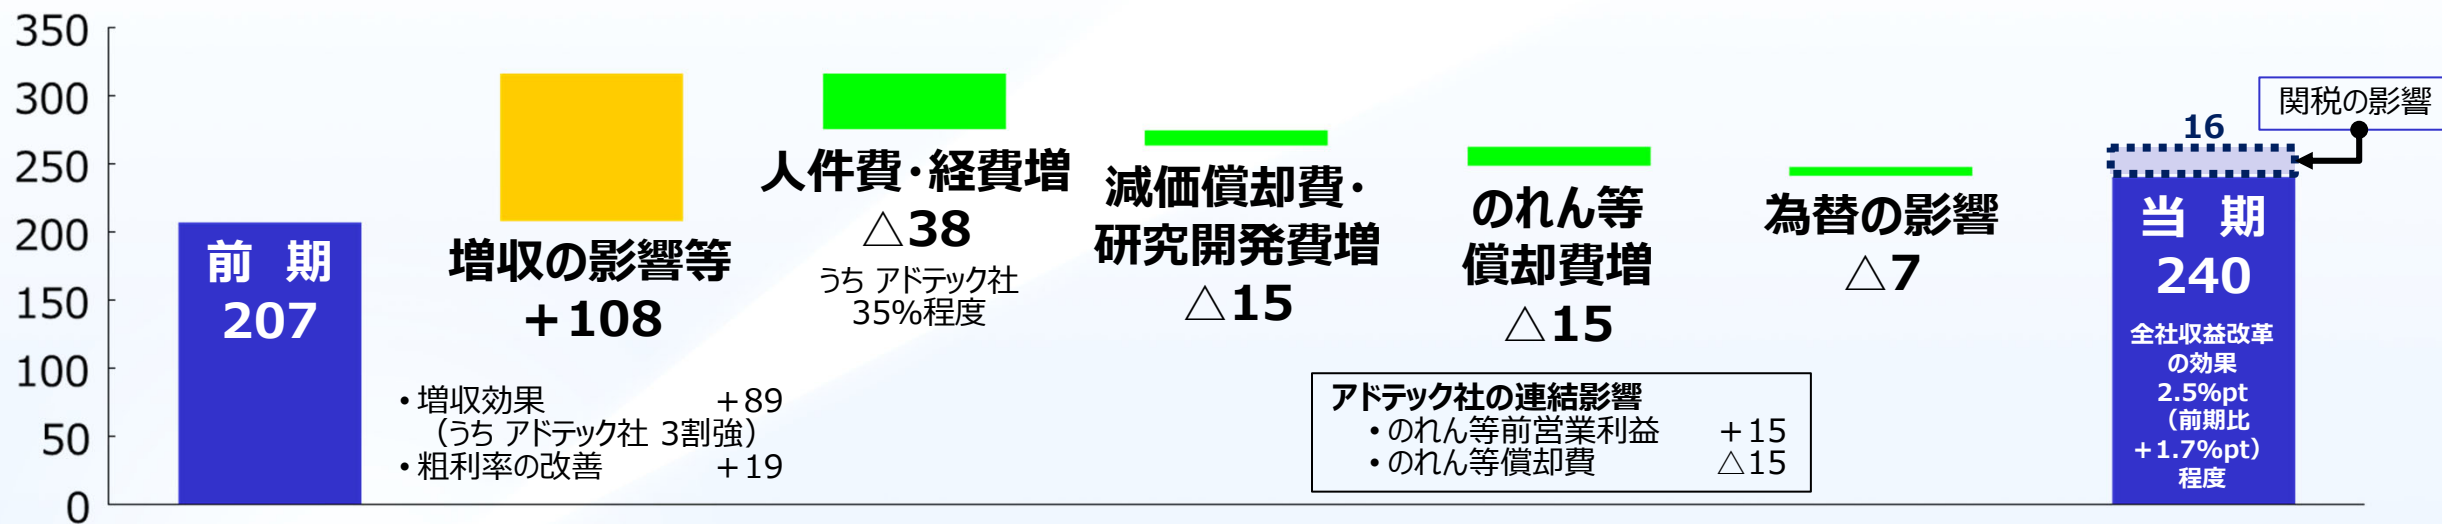 350
300
250
200
150
100
50
0
前 期
207
増収の影響等
+108
・増収効果 +89
（うち アドテック社 3割強）
・粗利率の改善 +19
人件費・経費増
△38
うち アドテック社
35%程度
減価償却費・
研究開発費増
△15
のれん等
償却費増
△15
為替の影響
△7
アドテック社の連結影響
・のれん等前営業利益 +15
・のれん等償却費 △15
関税の影響
16
当 期
240
全社収益改革
の効果
2.5%pt
（前期比
+1.7%pt）
程度